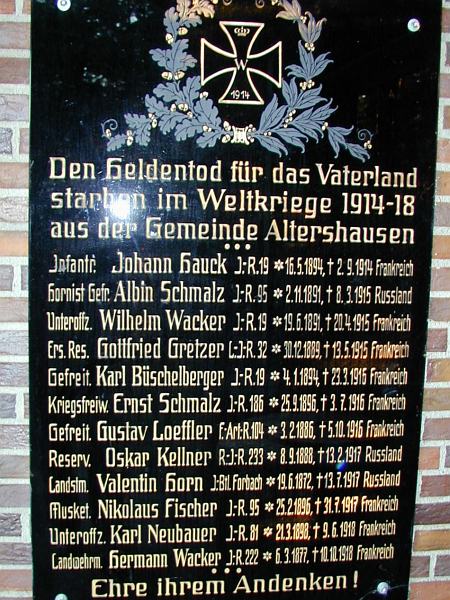 W
1914
Den Heldentod für das Vaterland
starben im Weltkriege 1914-18
aus der Gemeinde Altershausen
Infantr. Johann Hauck J.-R.19 * 16.5.1894, † 2.9.1914 Frankreich
Hornist Gefr. Albin Schmalz J.-R. 95 * 2.11.1891, † 8.3.1915 Russland
Unteroffz. Wilhelm Wacker J.-R.19 * 19.6.1891, † 20.4.1915 Frankreich
Ers. Res. Gottfried Gretzer L.-J.-R. 32 * 30.12.1889, † 13.5.1915 Frankreich
Gefreit. Karl Büschelberger J.-R.19 * 4.1.1894, † 23.3.1916 Frankreich
Kriegsfreiw. Ernst Schmalz J.-R. 186 * 25.9.1896, † 3.7.1916 Frankreich
Gefreit. Gustav Loeffler F.-Art-R.104 * 3.2.1886, † 5.10.1916 Frankreich
Reserv. Oskar Kellner R.-J.-R. 233 * 8.9.1888, † 13.2.1917 Russland
Landstm. Valentin Horn J.-Btl. Forbach * 19.6.1872, † 13.7.1917 Russland
Musket. Nikolaus Fischer J.-R. 95 * 25.2.1896, † 31.7.1917 Frankreich
Unteroffz. Karl Neubauer J.-R. 81 * 21.3.1898, † 9.6.1918 Frankreich
Landwehrm. Hermann Wacker J.-R. 222 * 6.3.1877, † 10.10.1918 Frankreich
Ehre ihrem Andenken!